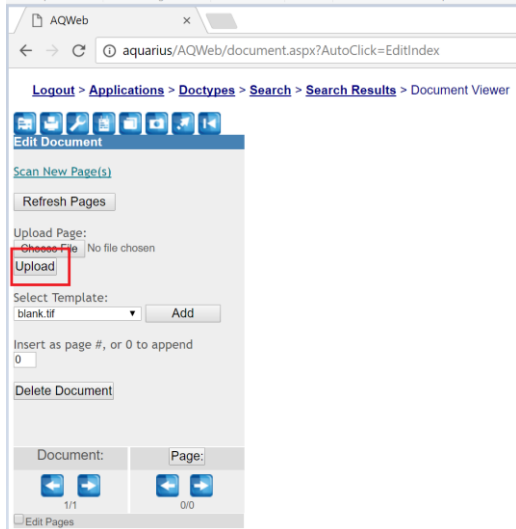 AQWeb
aquarius/AQWeb/document.aspx?AutoClick=EditIndex
Logout > Applications > Doctypes > Search > Search Results > Document Viewer
Edit Document
Scan New Page(s)
Refresh Pages
Upload Page:
Choose File No file chosen
Upload
Select Template:
blank.tif Add
Insert as page #, or 0 to append
0
Delete Document
Document: Page:
1/1 0/0
Edit Pages